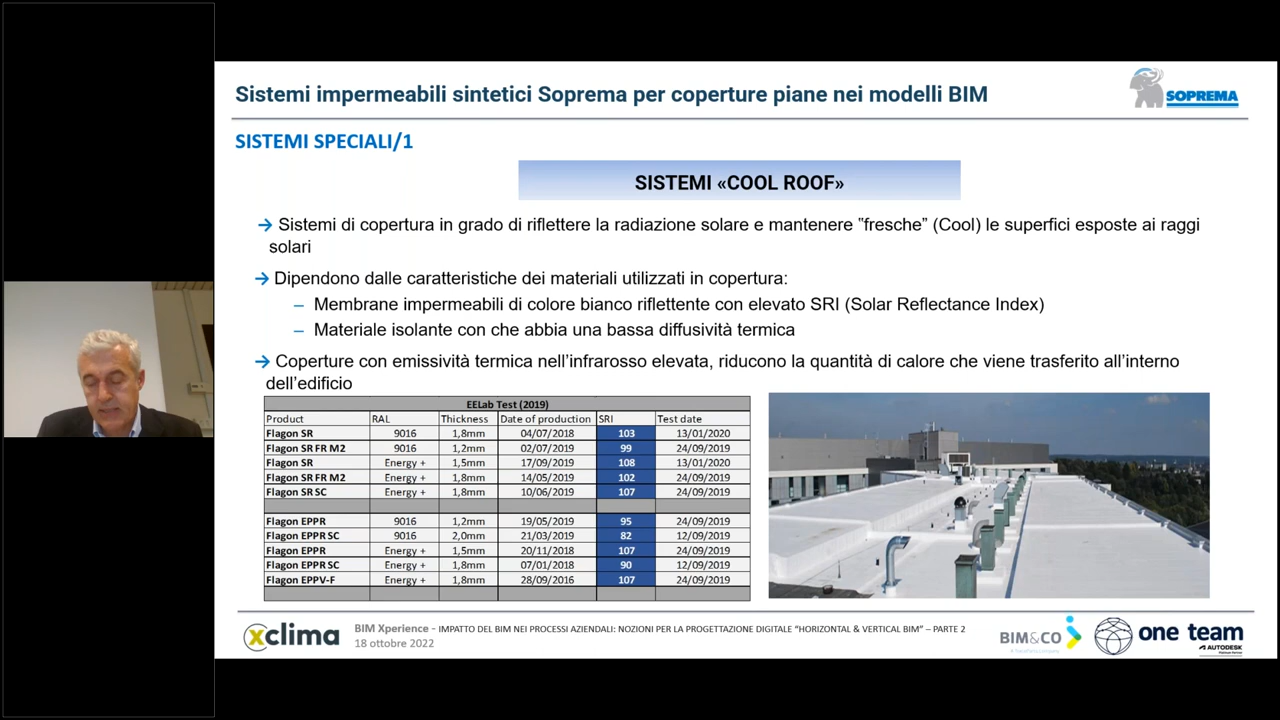 Sistemi impermeabili sintetici Soprema per coperture piane nei modelli BIM
SOPREMA
SISTEMI SPECIALI/1
SISTEMI «COOL ROOF»
→ Sistemi di copertura in grado di riflettere la radiazione solare e mantenere "fresche" (Cool) le superfici esposte ai raggi
solari
→ Dipendono dalle caratteristiche dei materiali utilizzati in copertura:
– Membrane impermeabili di colore bianco riflettente con elevato SRI (Solar Reflectance Index)
– Materiale isolante con che abbia una bassa diffusività termica
→ Coperture con emissività termica nell'infrarosso elevata, riducono la quantità di calore che viene trasferito all'interno
dell'edificio
EELab Test (2019)
Product RAL Thickness Date of production SRI Test date
Flagon SR 9016 1,8mm 04/07/2018 103 13/01/2020
Flagon SR FR M2 9016 1,2mm 02/07/2019 99 24/09/2019
Flagon SR Energy + 1,5mm 17/09/2019 108 13/01/2020
Flagon SR FR M2 Energy + 1,8mm 14/05/2019 102 24/09/2019
Flagon SR SC Energy + 1,8mm 10/06/2019 107 24/09/2019
Flagon EPPR 9016 1,2mm 19/05/2019 95 24/09/2019
Flagon EPPR SC 9016 2,0mm 21/03/2019 82 12/09/2019
Flagon EPPR Energy + 1,5mm 20/11/2018 107 24/09/2019
Flagon EPPR SC Energy + 1,8mm 07/01/2018 90 12/09/2019
Flagon EPPV-F Energy + 1,8mm 28/09/2016 107 24/09/2019
xclima
BIM Xperience - IMPATTO DEL BIM NEI PROCESSI AZIENDALI: NOZIONI PER LA PROGETTAZIONE DIGITALE "HORIZONTAL & VERTICAL BIM" – PARTE 2
18 ottobre 2022
BIM&CO
one team
AUTODESK